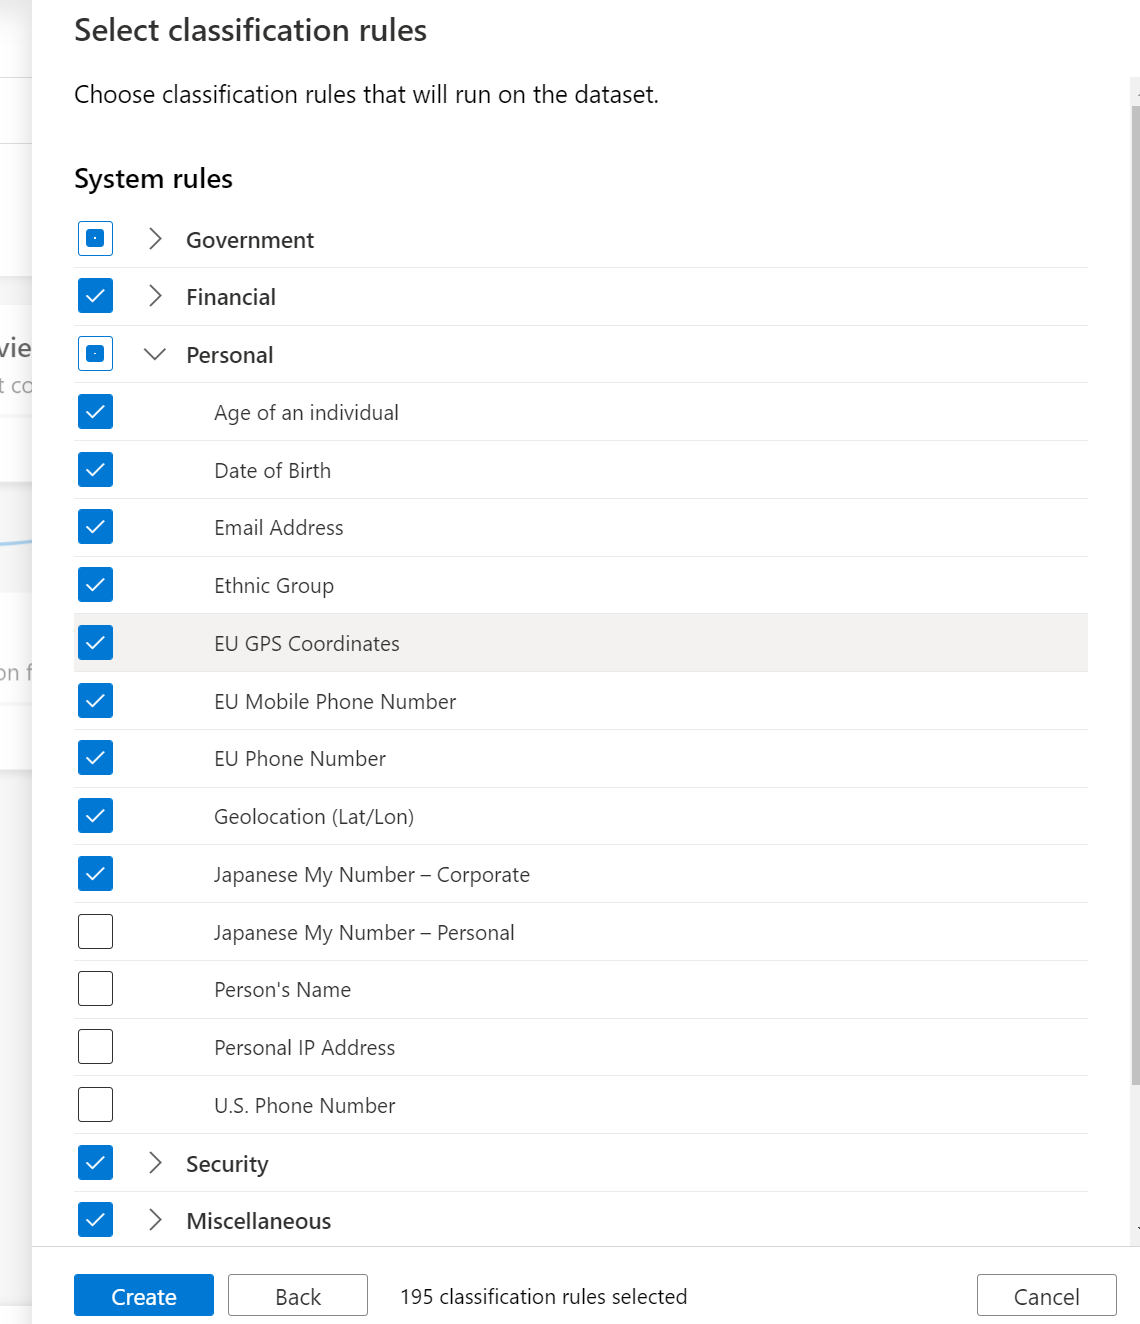 Select classification rules
Choose classification rules that will run on the dataset.
System rules
Government
Financial
Personal
Age of an individual
Date of Birth
Email Address
Ethnic Group
EU GPS Coordinates
EU Mobile Phone Number
EU Phone Number
Geolocation (Lat/Lon)
Japanese My Number – Corporate
Japanese My Number – Personal
Person's Name
Personal IP Address
U.S. Phone Number
Security
Miscellaneous
Create Back 195 classification rules selected Cancel